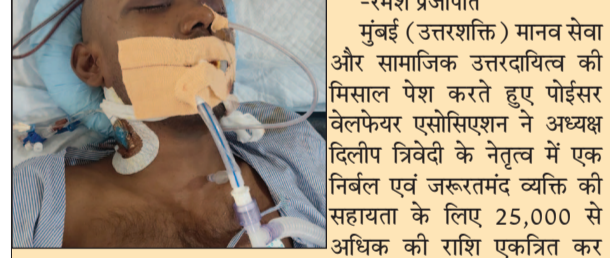 -रमेश प्रजापति
मुंबई (उत्तरशक्ति) मानव सेवा
और सामाजिक उत्तरदायित्व की
मिसाल पेश करते हुए पोईसर
वेलफेयर एसोसिएशन ने अध्यक्ष
दिलीप त्रिवेदी के नेतृत्व में एक
निर्बल एवं जरूरतमंद व्यक्ति की
सहायता के लिए 25,000 से
अधिक की राशि एकत्रित कर